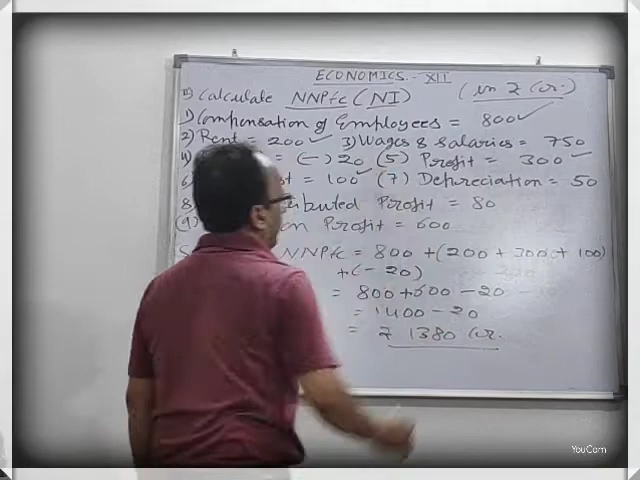 ECONOMICS - XII
Calculate NNPfc (NI) (in ₹ Cr.)
1) Compensation of Employees = 800 ✓
2) Rent = 200 ✓ 3) Wages & Salaries = 750
= (-) 20 (5) Profit = 300 ✓
= 100 ✓ (7) Depreciation = 50
Profit = 80
(9) Profit = 600
NNPfc = 800 + (200 + 300 + 100)
+ (- 20)
= 800 + 600 - 20
= 1400 - 20
= ₹ 1380 Cr.
YouCam